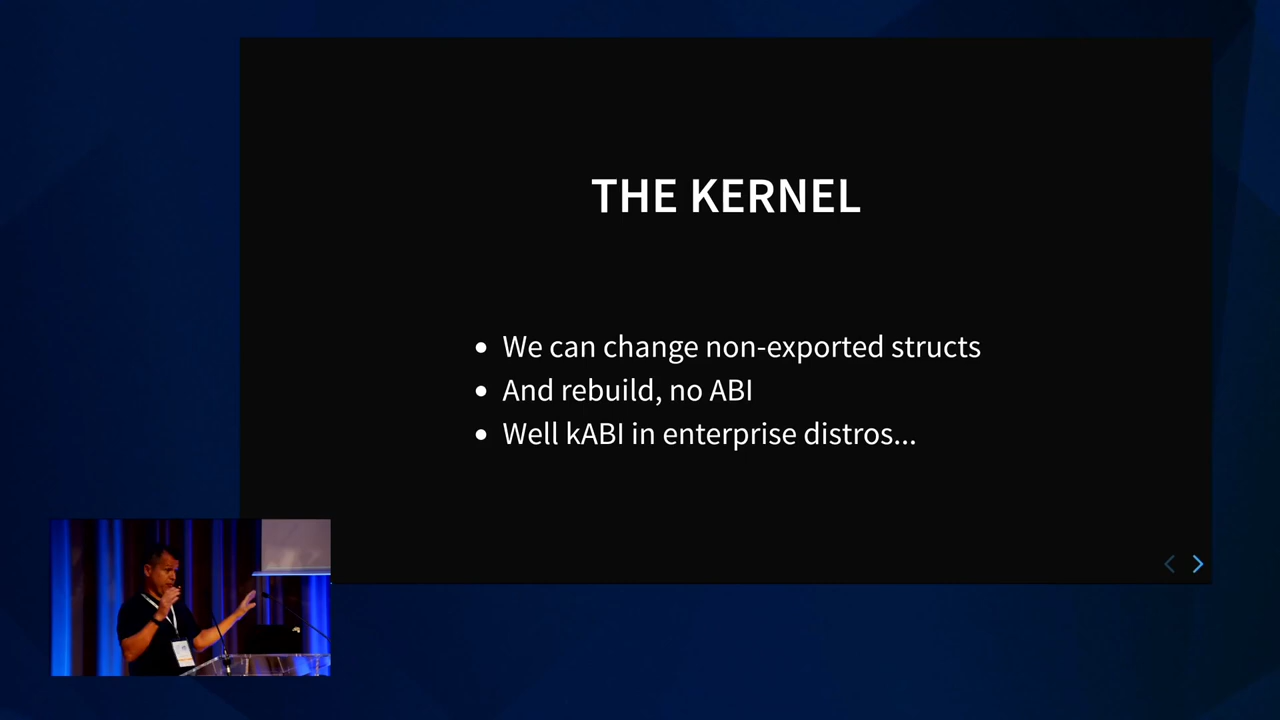 THE KERNEL
We can change non-exported structs
And rebuild, no ABI
Well kABI in enterprise distros...